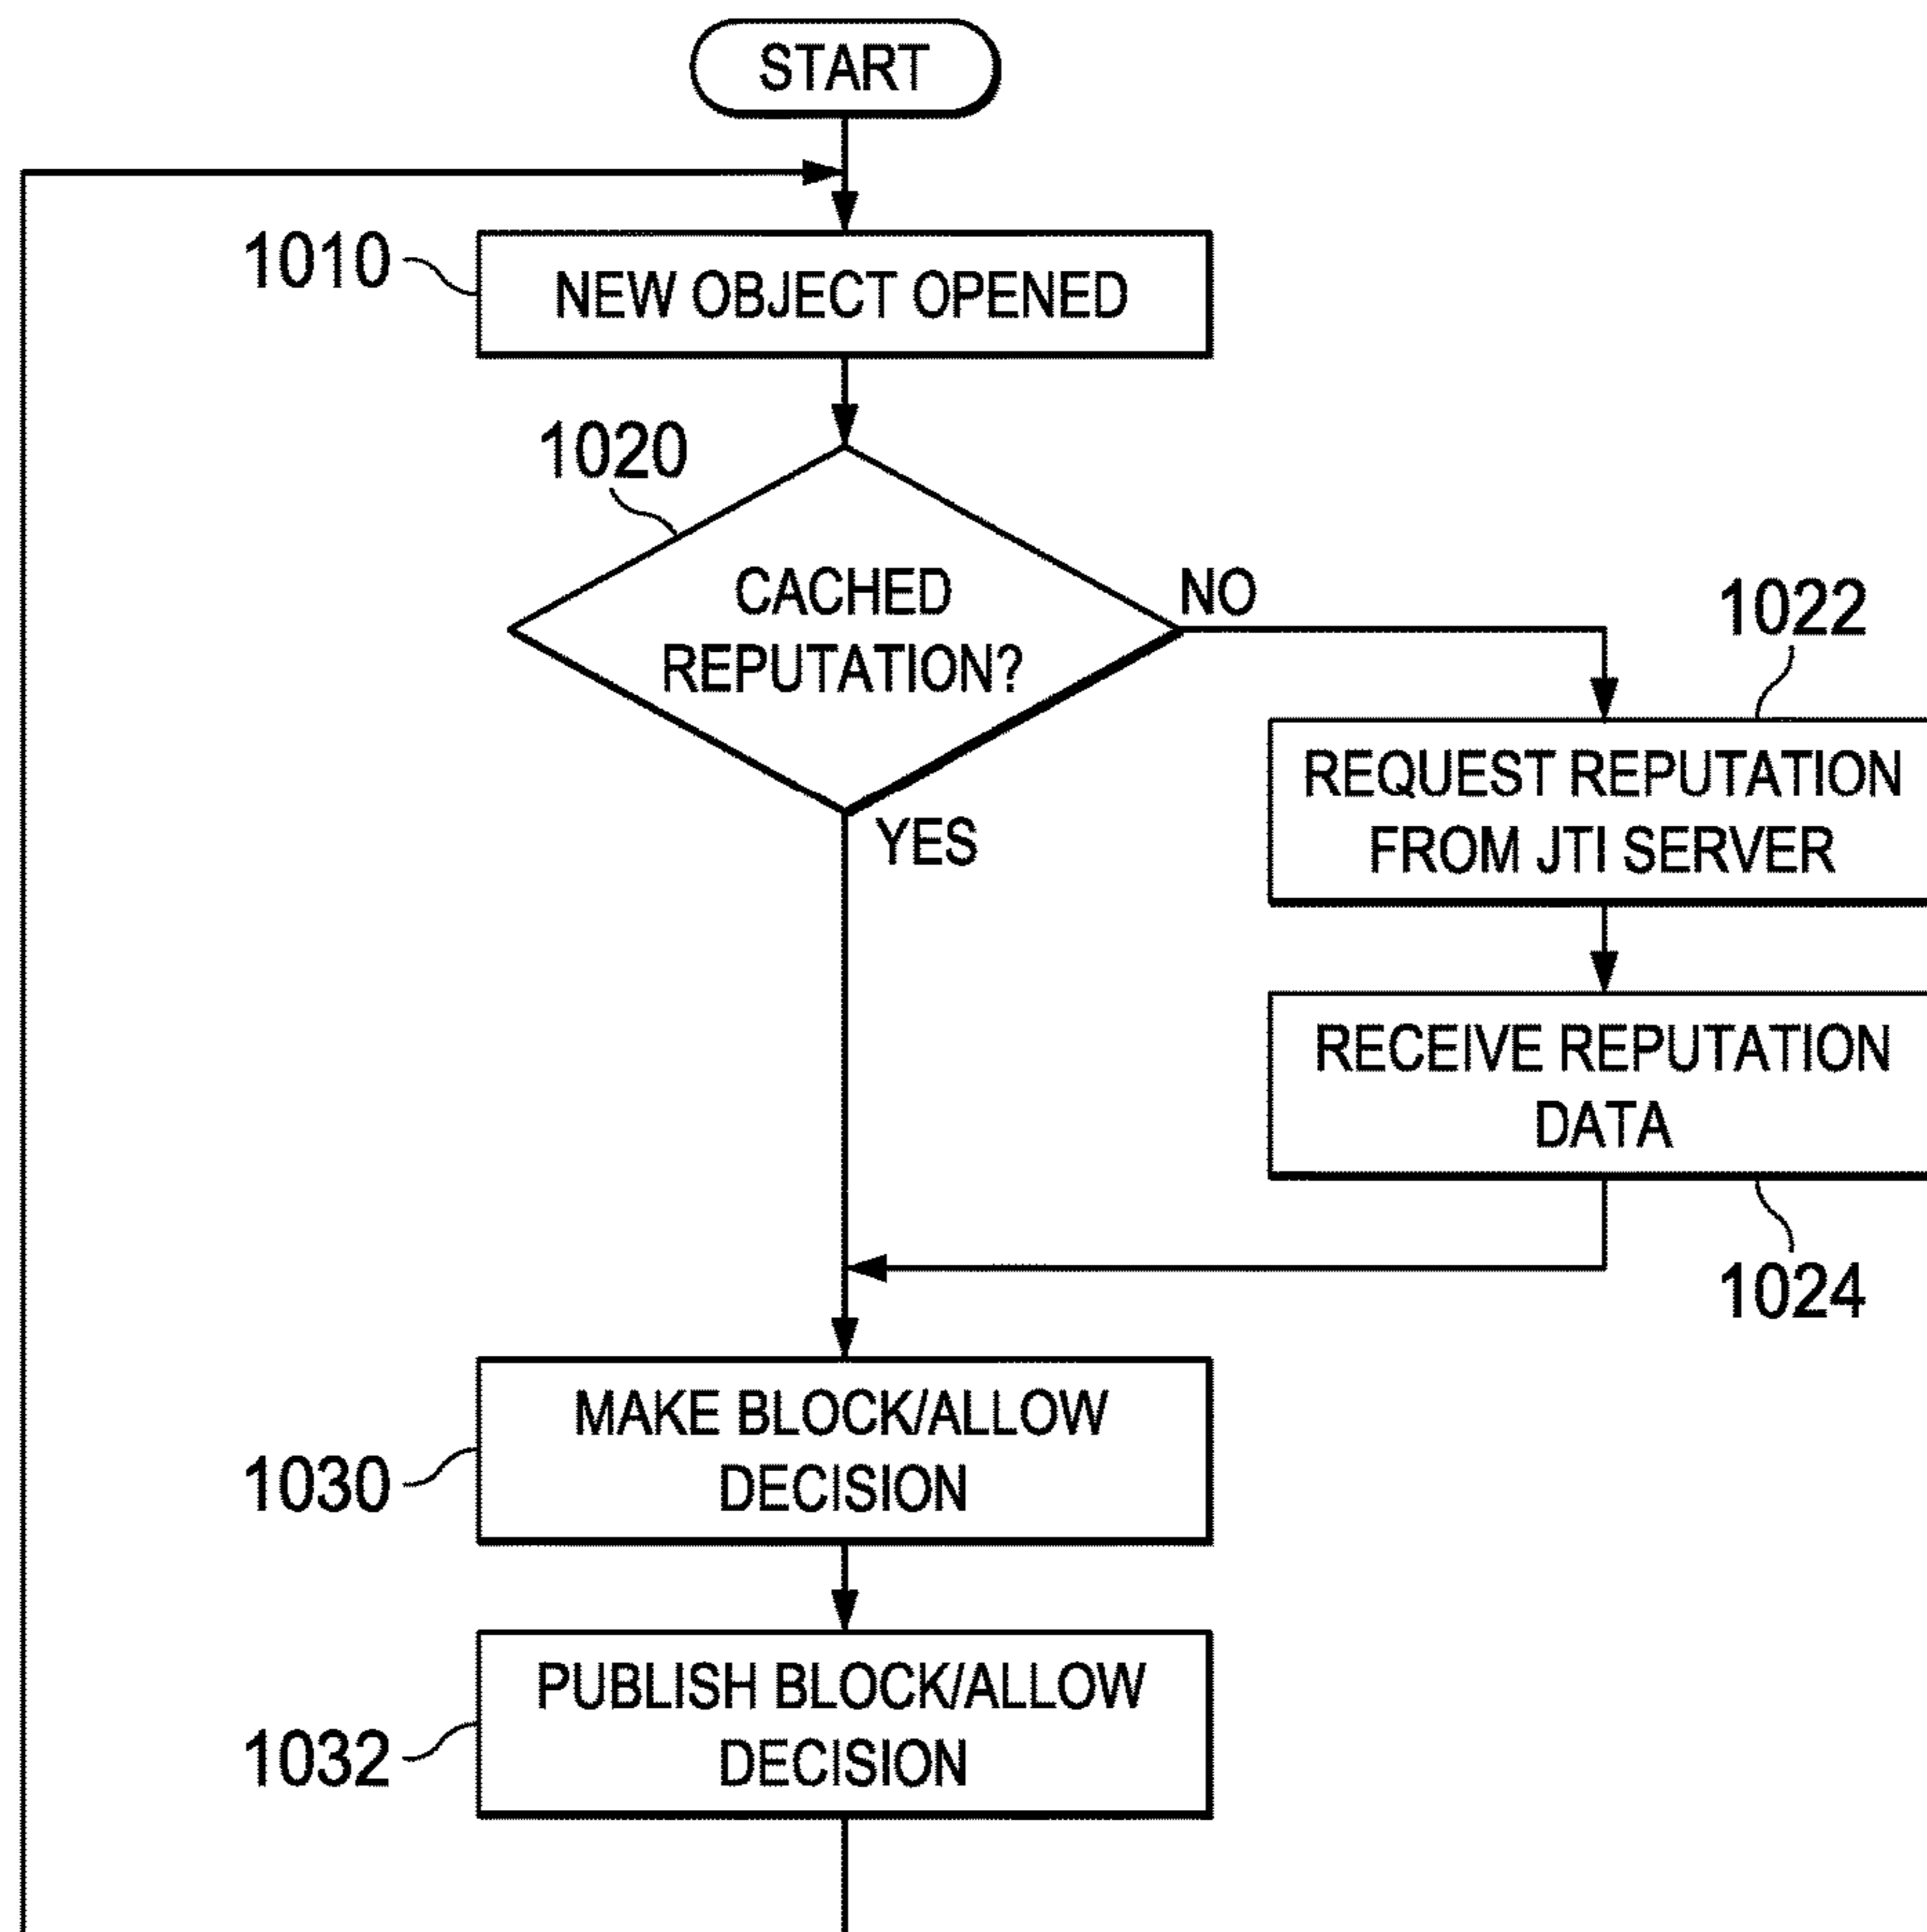 START
1010
NEW OBJECT OPENED
1020
CACHED
REPUTATION?
NO
YES
1022
REQUEST REPUTATION
FROM JTI SERVER
RECEIVE REPUTATION
DATA
1024
1030
MAKE BLOCK/ALLOW
DECISION
1032
PUBLISH BLOCK/ALLOW
DECISION